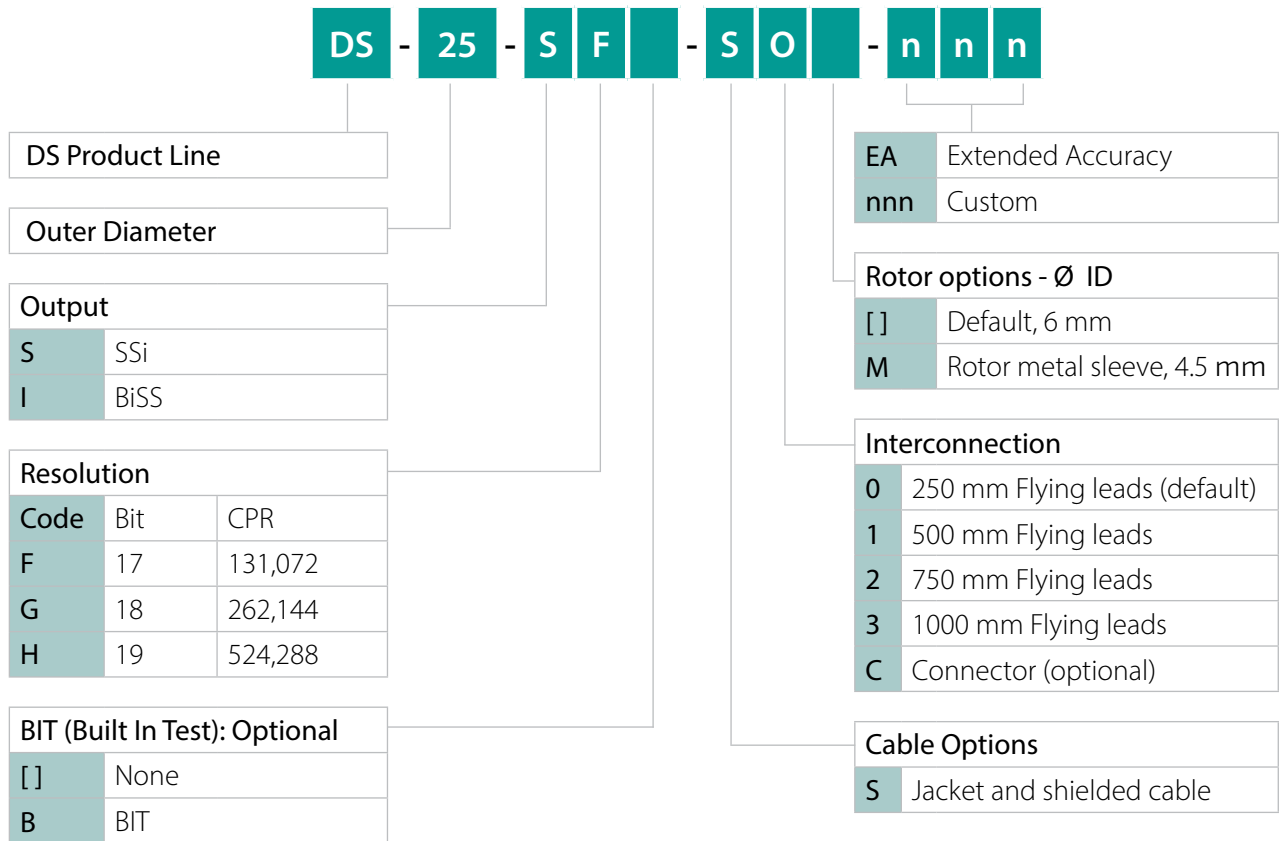 DS - 25 - S F - S O - n n n
DS Product Line
Outer Diameter
Output
S SSi
I BiSS
Resolution
Code Bit CPR
F 17 131,072
G 18 262,144
H 19 524,288
BIT (Built In Test): Optional
[ ] None
B BIT
EA Extended Accuracy
nnn Custom
Rotor options - Ø ID
[ ] Default, 6 mm
M Rotor metal sleeve, 4.5 mm
Interconnection
0 250 mm Flying leads (default)
1 500 mm Flying leads
2 750 mm Flying leads
3 1000 mm Flying leads
C Connector (optional)
Cable Options
S Jacket and shielded cable